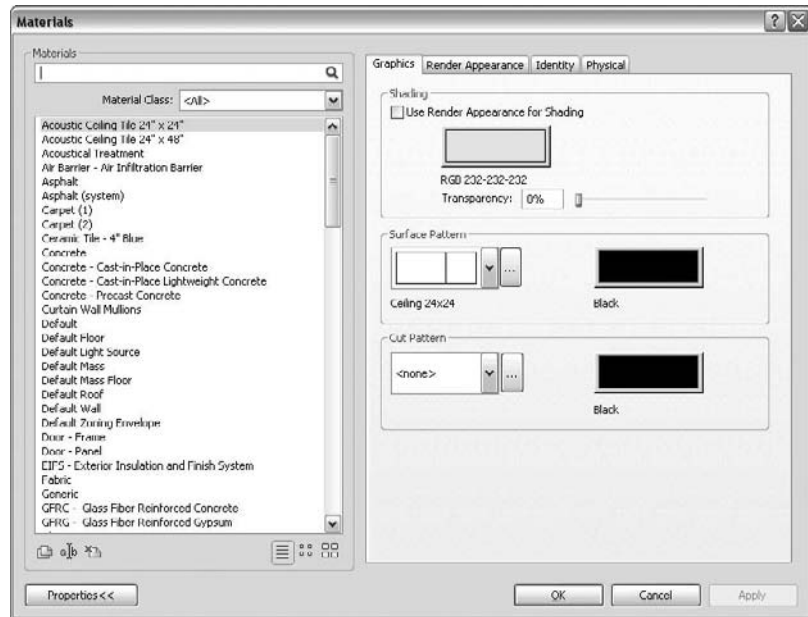 Materials
Materials
Material Class: <All>
Acoustic Ceiling Tile 24" x 24"
Acoustic Ceiling Tile 24" x 48"
Acoustical Treatment
Air Barrier - Air Infiltration Barrier
Asphalt
Asphalt (system)
Carpet (1)
Carpet (2)
Ceramic Tile - 4" Blue
Concrete
Concrete - Cast-in-Place Concrete
Concrete - Cast-in-Place Lightweight Concrete
Concrete - Precast Concrete
Curtain Wall Mullions
Default
Default Floor
Default Light Source
Default Mass
Default Mass Floor
Default Roof
Default Wall
Default Zoning Envelope
Door - Frame
Door - Panel
EIFS - Exterior Insulation and Finish System
Fabric
Generic
GFRC - Glass Fiber Reinforced Concrete
GFRG - Glass Fiber Reinforced Gypsum
Properties<<
Graphics Render Appearance Identity Physical
Shading
Use Render Appearance for Shading
RGB 232-232-232
Transparency: 0%
Surface Pattern
...
Ceiling 24x24 Black
Cut Pattern
<none> ...
Black
OK Cancel Apply